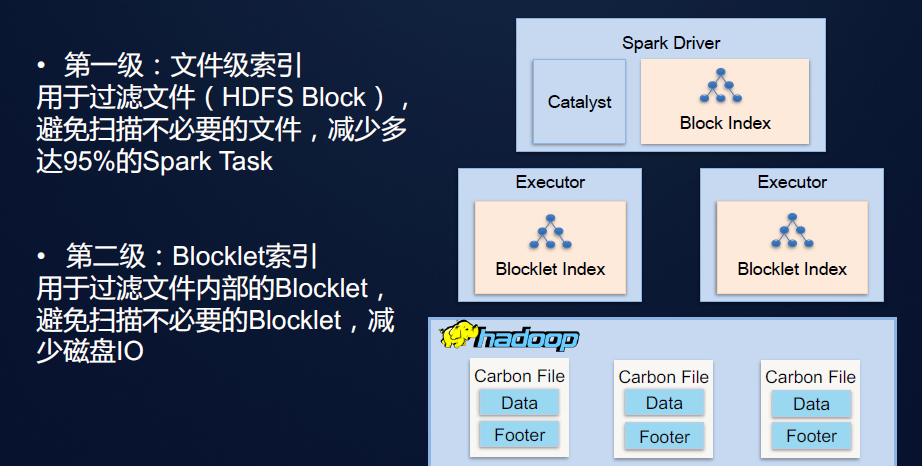 • 第一级：文件级索引
用于过滤文件（HDFS Block），
避免扫描不必要的文件，减少多
达95%的Spark Task
• 第二级：Blocklet索引
用于过滤文件内部的Blocklet，
避免扫描不必要的Blocklet，减
少磁盘IO
Spark Driver
Catalyst
Block Index
Executor
Blocklet Index
Executor
Blocklet Index
hadoop
Carbon File
Data
Footer
Carbon File
Data
Footer
Carbon File
Data
Footer